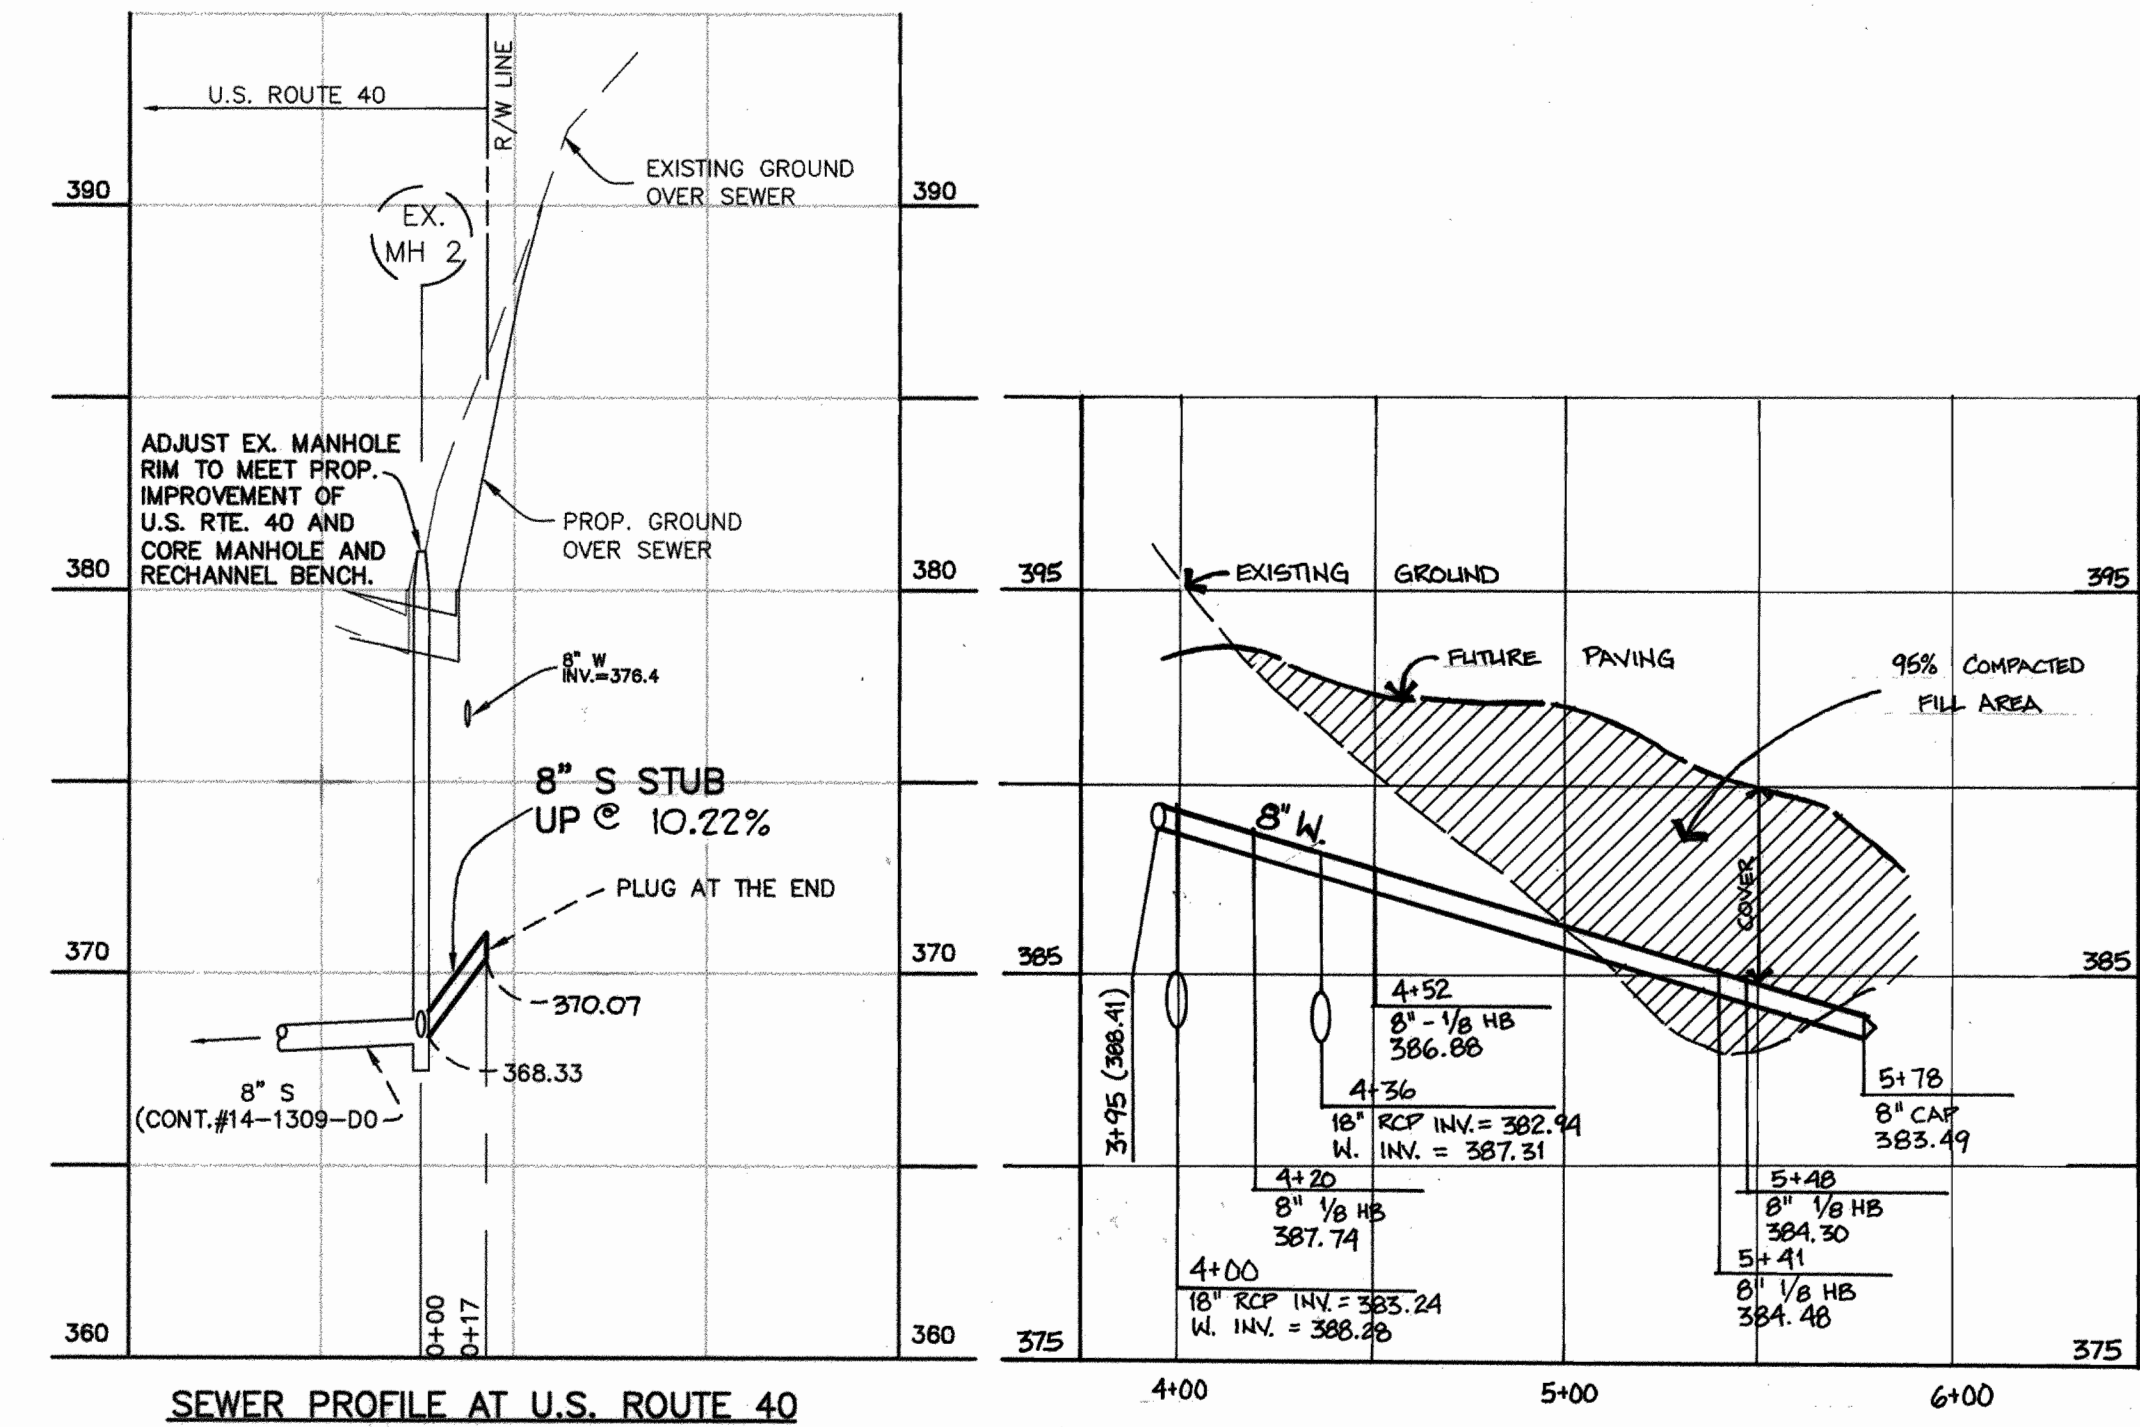 U.S. ROUTE 40
R/W LINE
EXISTING GROUND
OVER SEWER
390
390
EX.
MH 2
ADJUST EX. MANHOLE
RIM TO MEET PROP.
IMPROVEMENT OF
U.S. RTE. 40 AND
CORE MANHOLE AND
RECHANNEL BENCH.
PROP. GROUND
OVER SEWER
380
380
8" W
INV.=376.4
8" S STUB
UP @ 10.22%
PLUG AT THE END
370
370
370.07
368.33
8" S
(CONT.#14-1309-DO
360
360
0+00
0+17
SEWER PROFILE AT U.S. ROUTE 40
395
395
EXISTING GROUND
FUTURE PAVING
95% COMPACTED
FILL AREA
8" W.
COVER
385
385
3+95 (388.41)
4+52
8" - 1/8 HB
386.88
4+36
18" RCP INV. = 382.94
W. INV. = 387.31
4+20
8" 1/8 HB
387.74
4+00
18" RCP INV. = 383.24
W. INV. = 388.28
5+78
8" CAP
383.49
5+48
8" 1/8 HB
384.30
5+41
8" 1/8 HB
384.48
375
375
4+00
5+00
6+00